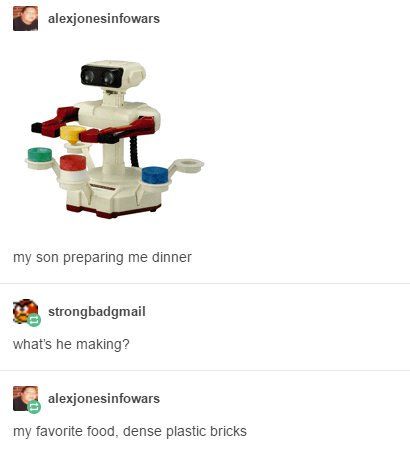 alexjonesinfowars
my son preparing me dinner
strongbadgmail
what's he making?
alexjonesinfowars
my favorite food, dense plastic bricks